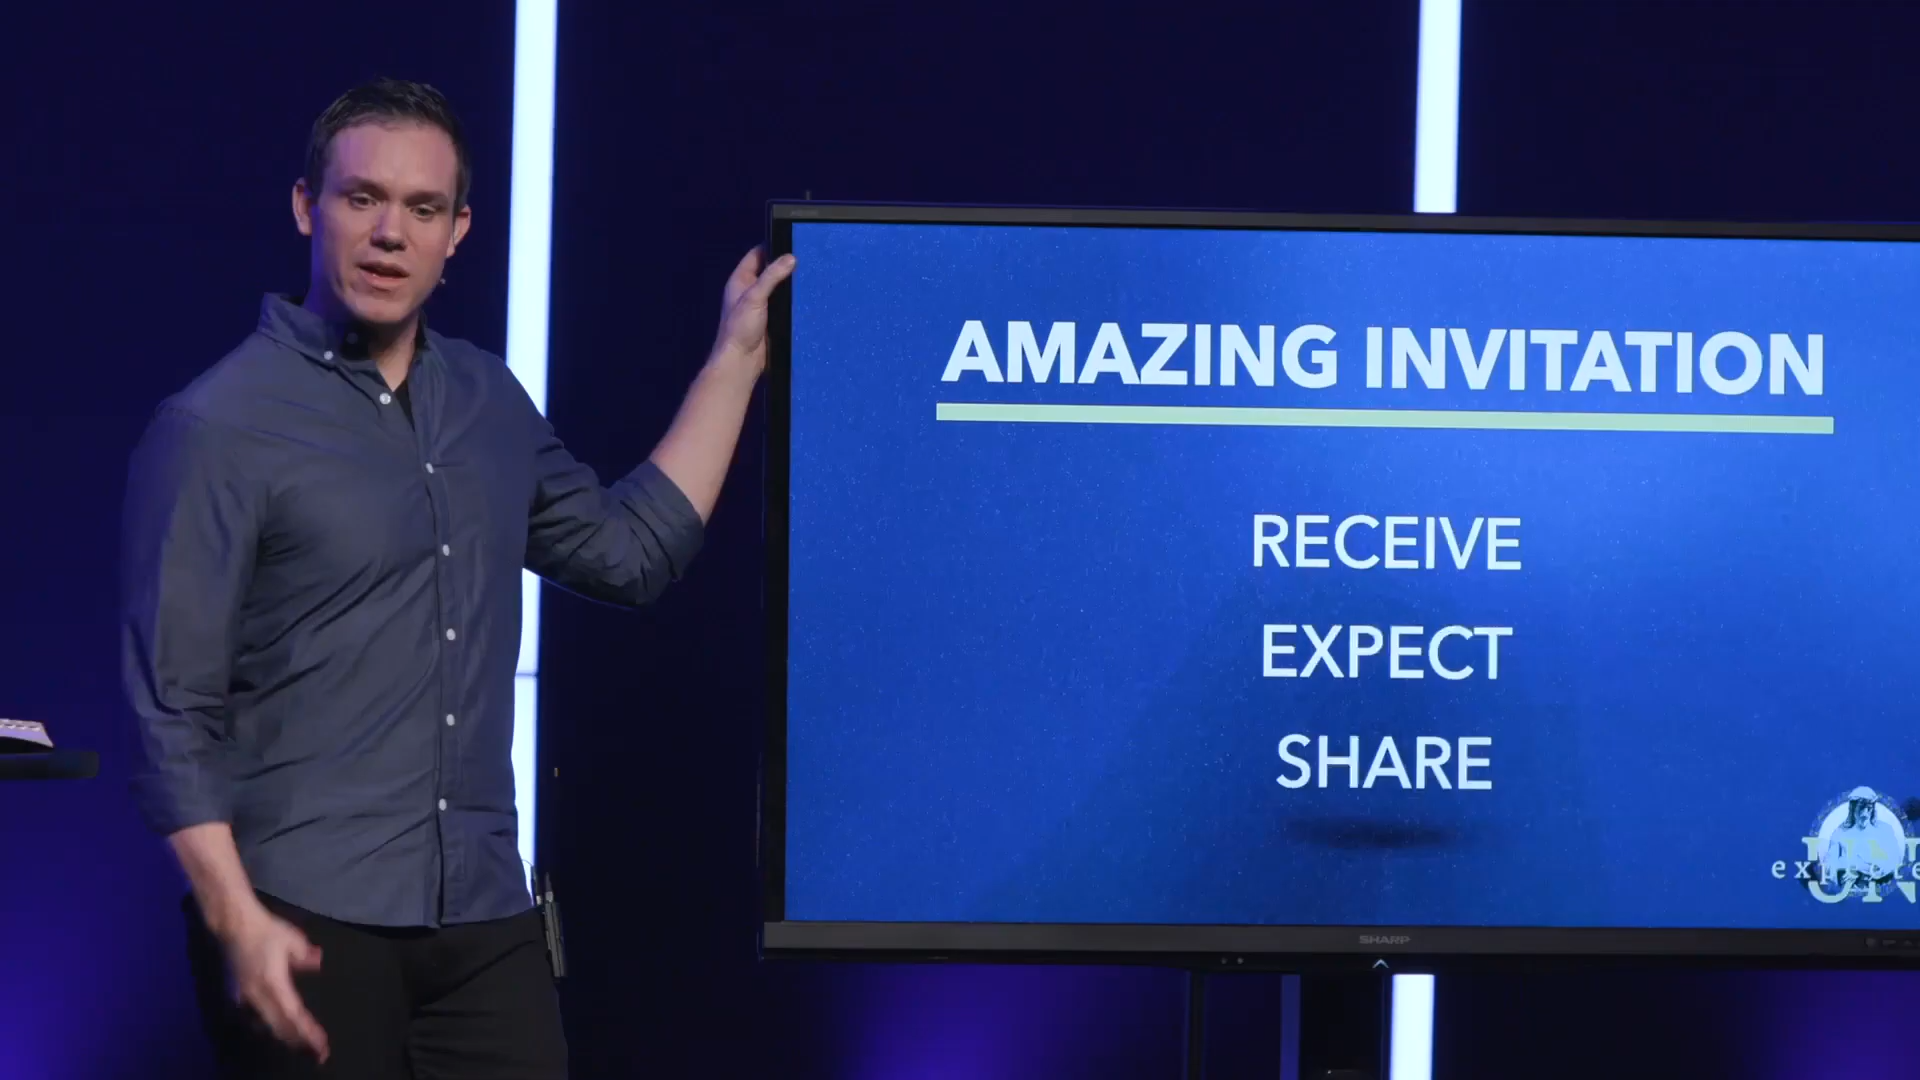 AMAZING INVITATION
RECEIVE
EXPECT
SHARE
SHARP